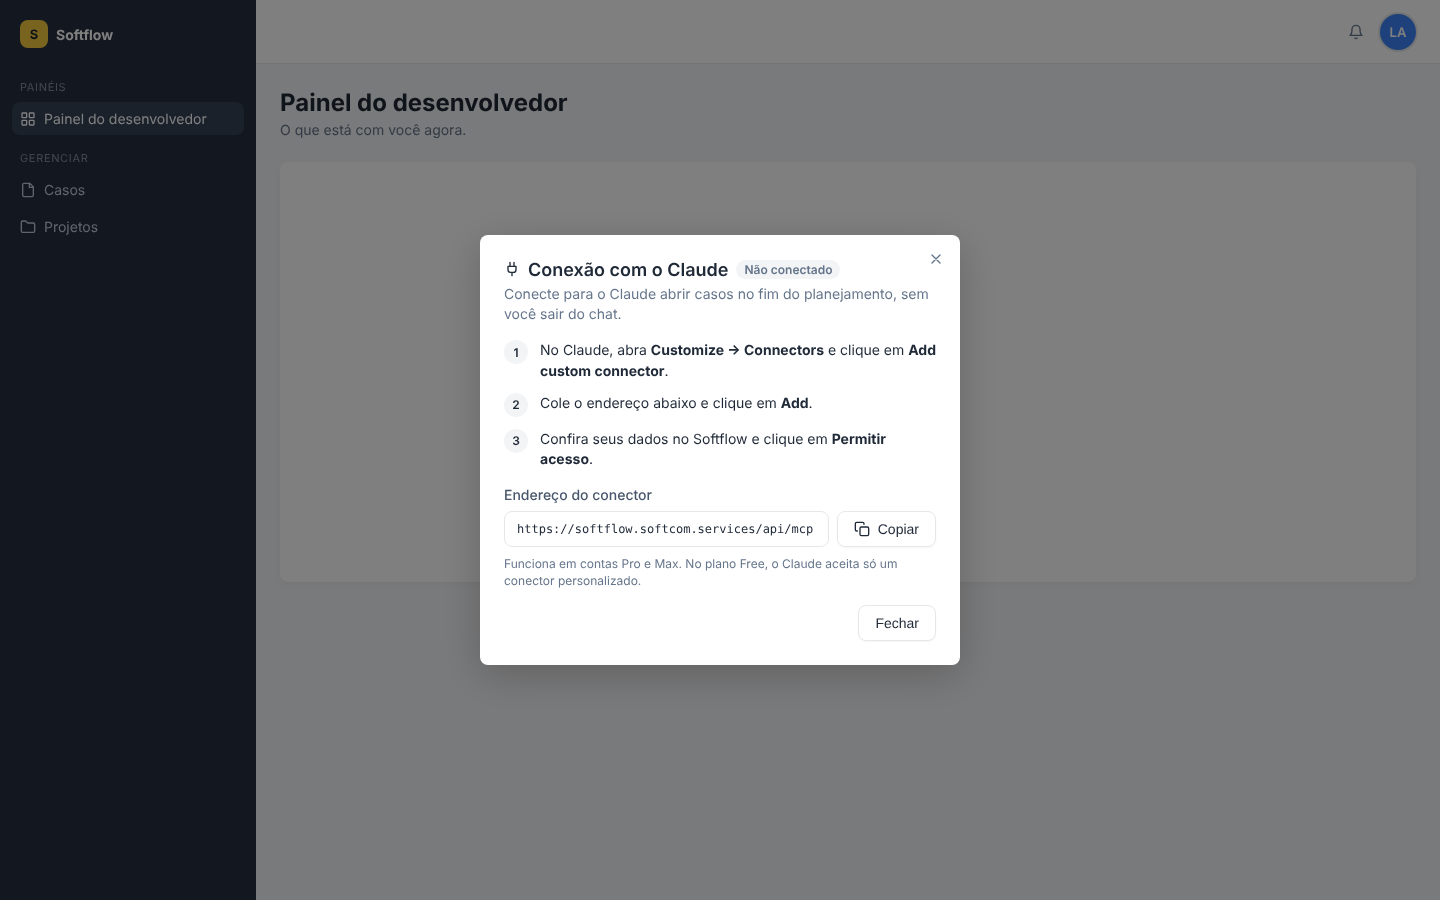 S Softflow
LA
PAINÉIS
Painel do desenvolvedor
GERENCIAR
Casos
Projetos
Painel do desenvolvedor
O que está com você agora.
Conexão com o Claude Não conectado
Conecte para o Claude abrir casos no fim do planejamento, sem
você sair do chat.
1 No Claude, abra Customize → Connectors e clique em Add
custom connector.
2 Cole o endereço abaixo e clique em Add.
3 Confira seus dados no Softflow e clique em Permitir
acesso.
Endereço do conector
https://softflow.softcom.services/api/mcp Copiar
Funciona em contas Pro e Max. No plano Free, o Claude aceita só um
conector personalizado.
Fechar